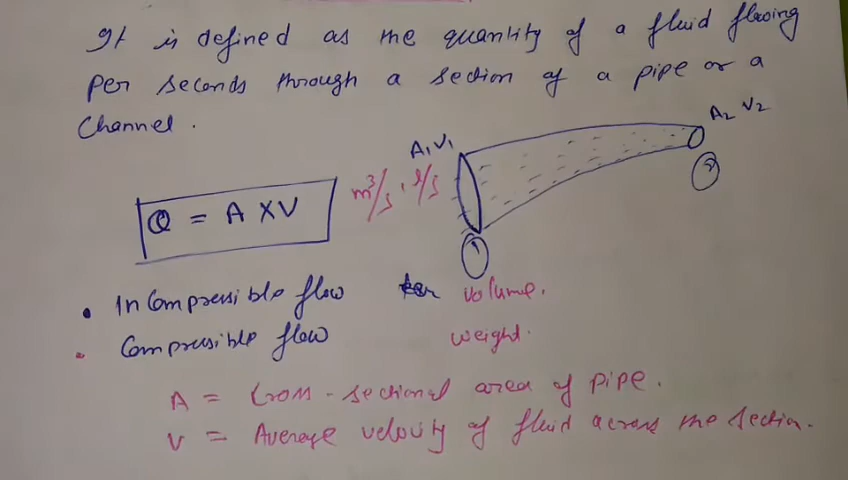 It is defined as the quantity of a fluid flowing
per seconds through a section of a pipe or a
Channel.
A1 V1
A2 V2
m³/s, l/s
Q = A X V
1
2
• Incompressible flow volume.
• Compressible flow weight.
A = Cross-sectional area of pipe.
V = Average velocity of fluid across the section.